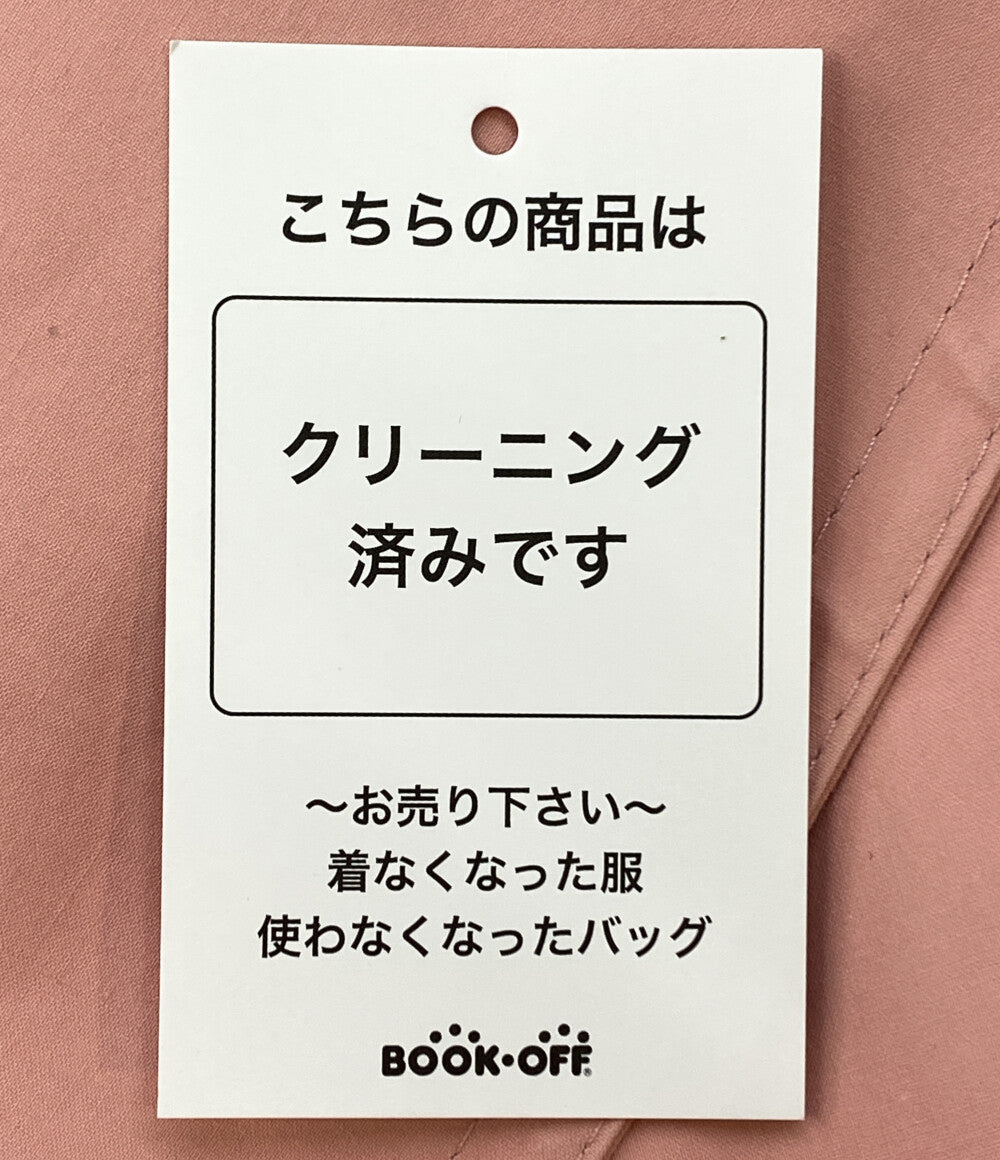 こちらの商品は
クリーニング
済みです
～お売り下さい～
着なくなった服
使わなくなったバッグ
BOOK・OFF®